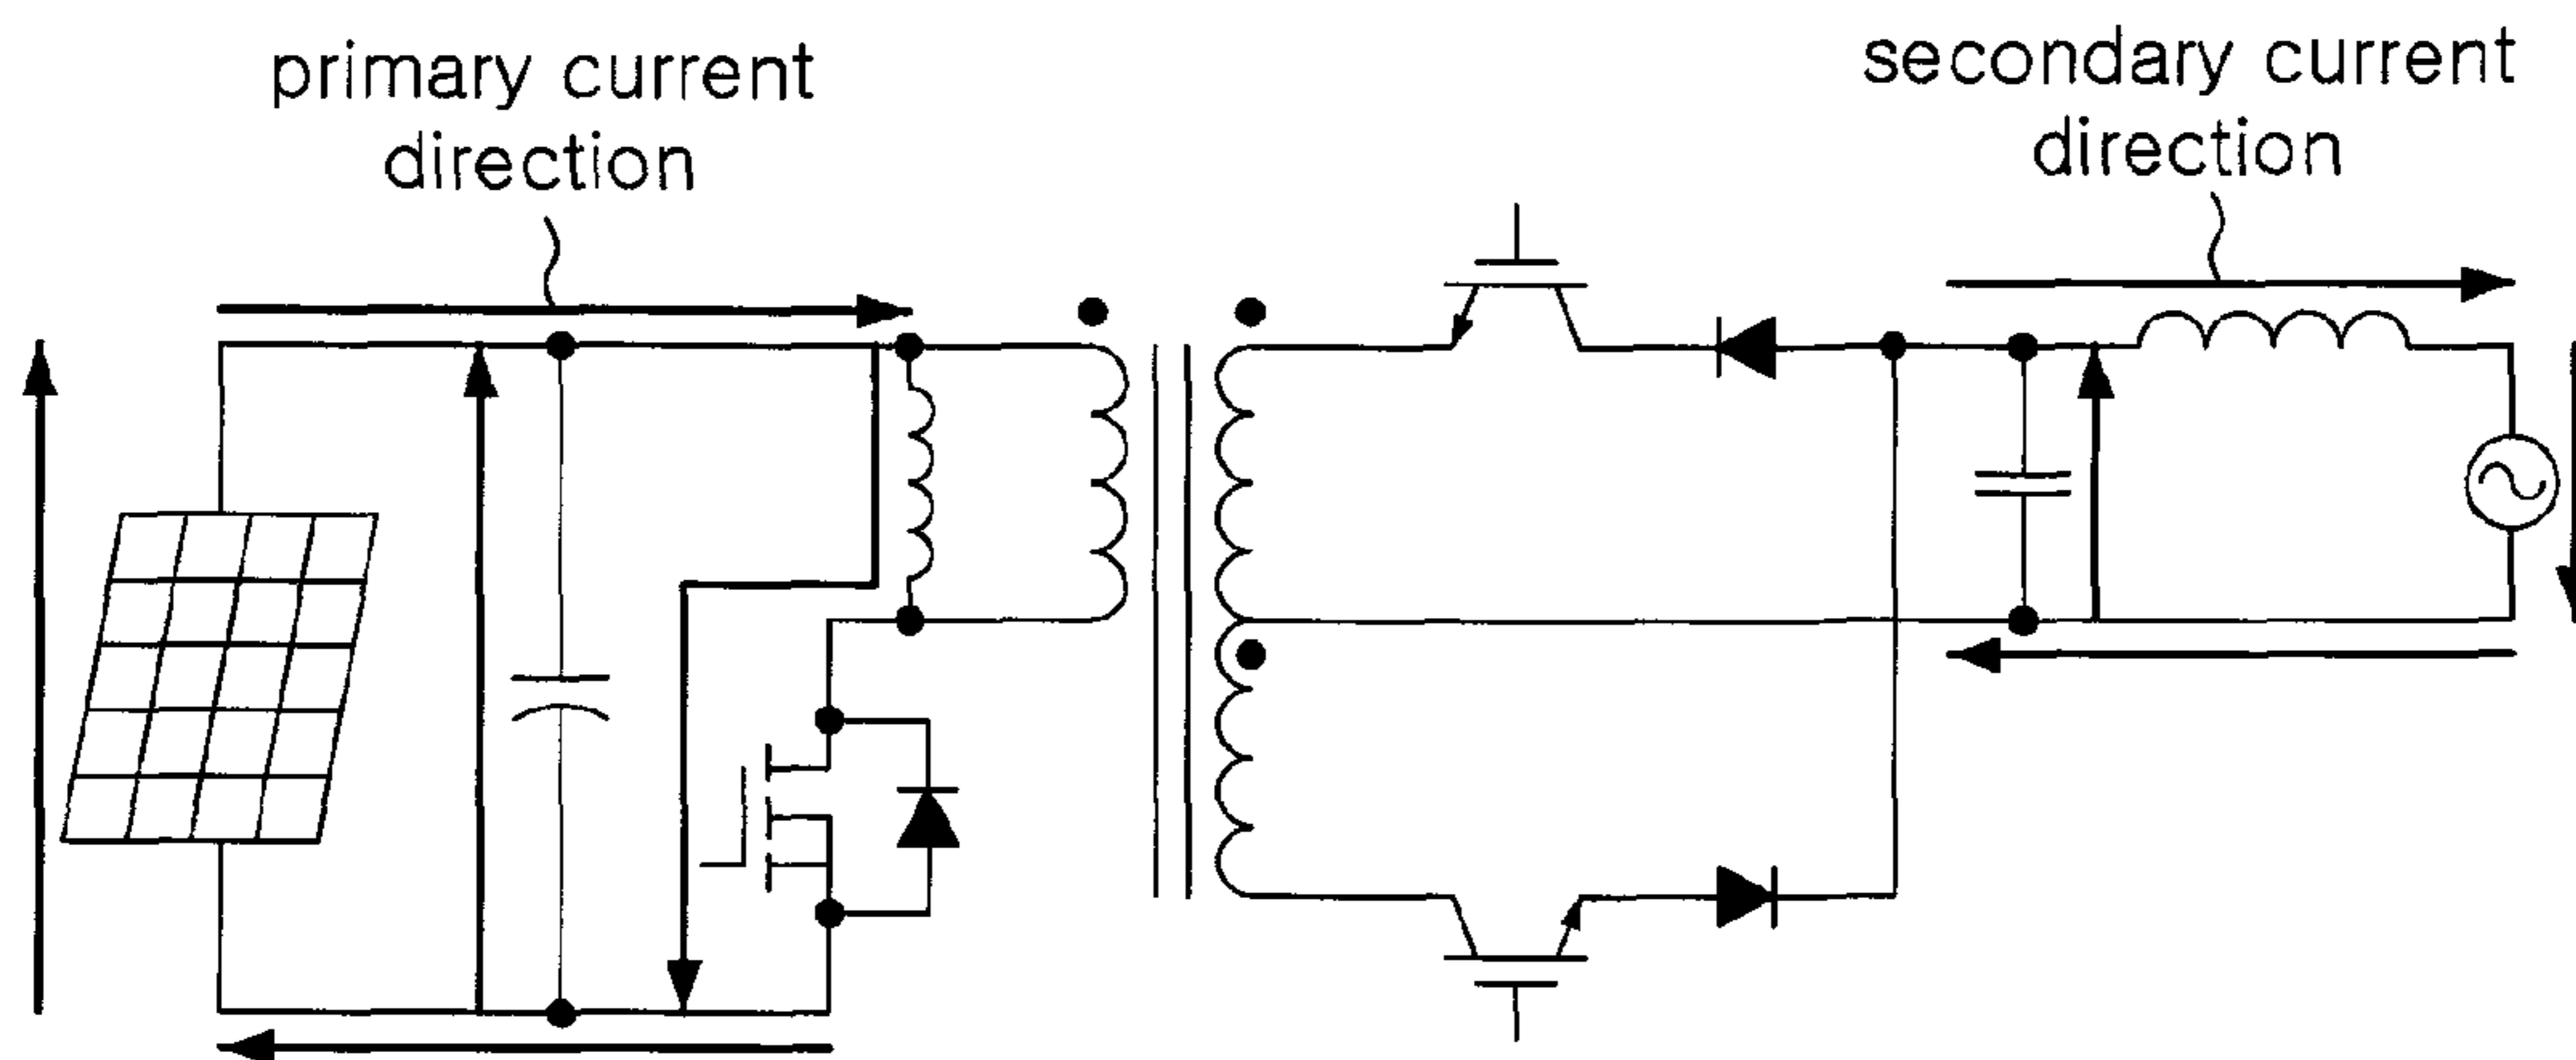 primary current
direction
secondary current
direction